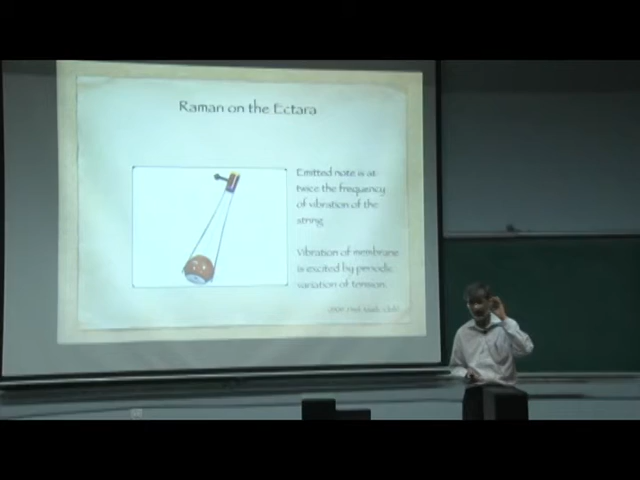 Raman on the Ectara
Emitted note is at
twice the frequency
of vibration of the
string
Vibration of membrane
is excited by periodic
variation of tension.